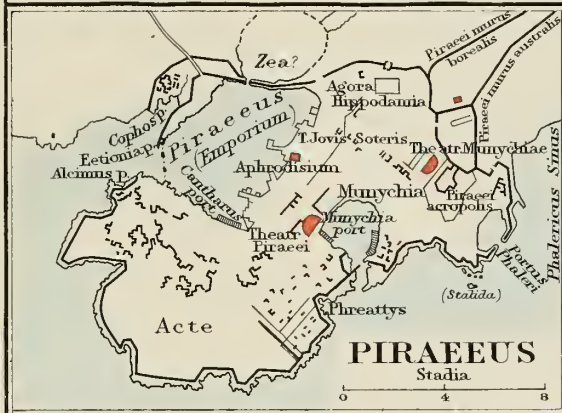 Zea?
Piraeei murus
borealis
Piraeei murus australis
Agora
Hippodamia
Cophos p.
Eetionia p.
Alcimus p.
Piraeeus
(Emporium)
T. Jovis Soteris
Theatr. Munychiae
Aphrodisium
Cantharus
port
Munychia
Piraeei
acropolis
Munychia
port
Theatr.
Piraeei
Phalericus Sinus
Portus
Phaleri
(Stalida)
Acte
Phreattys
PIRAEEUS
Stadia
0 4 8